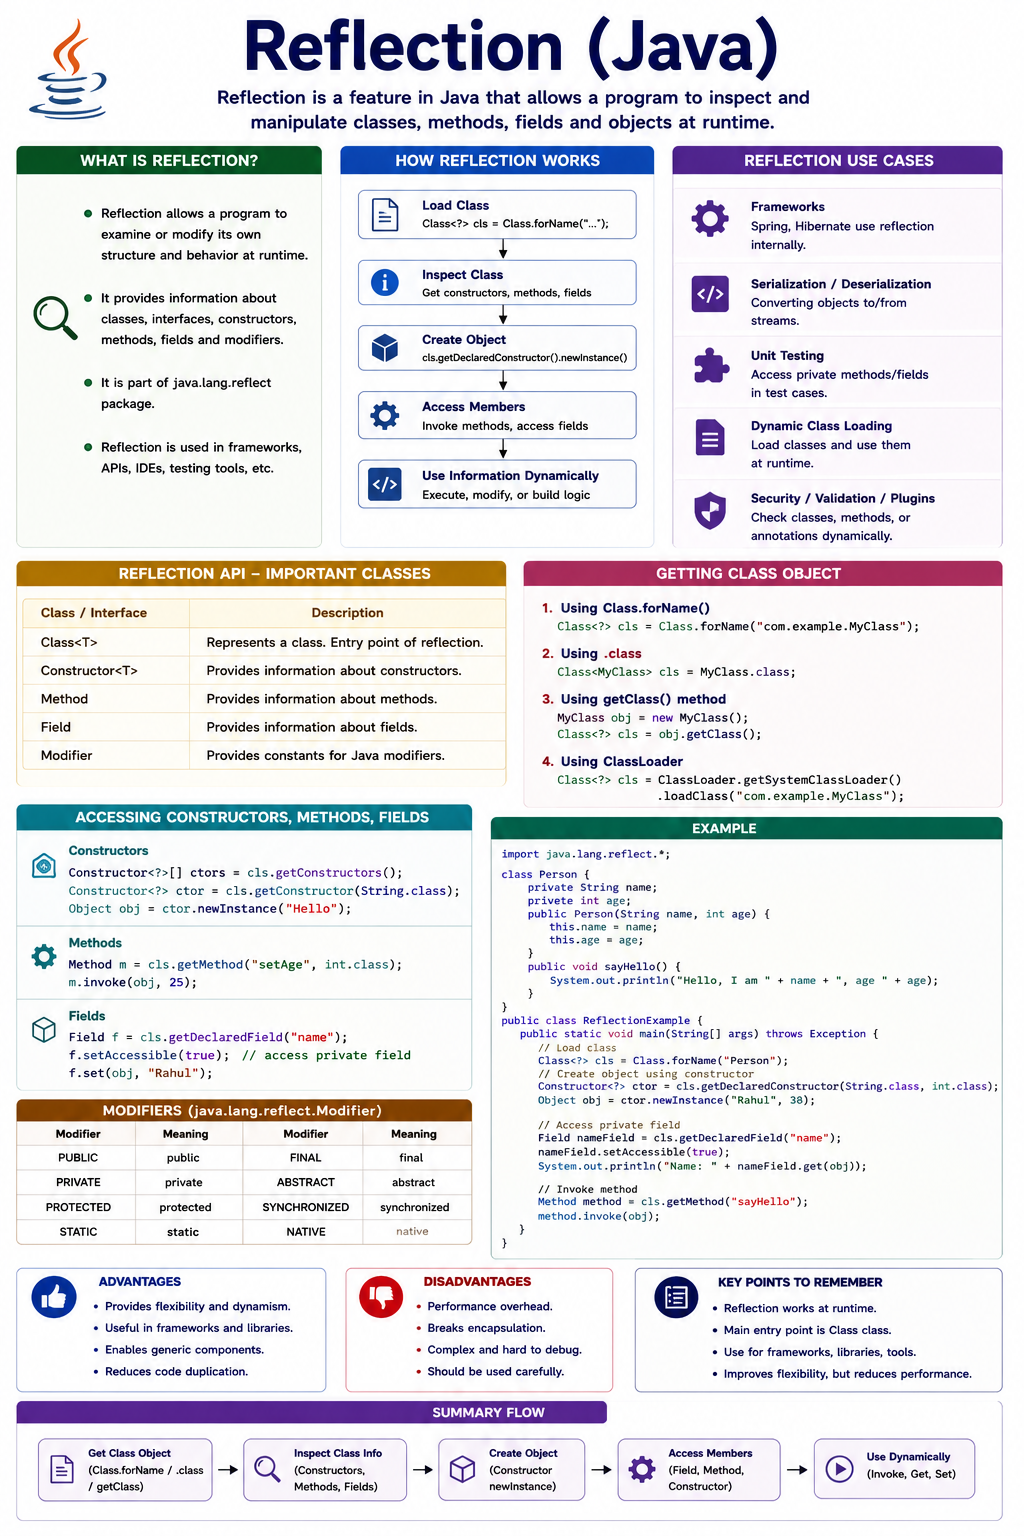 Reflection (Java)
Reflection is a feature in Java that allows a program to inspect and
manipulate classes, methods, fields and objects at runtime.
WHAT IS REFLECTION?
• Reflection allows a program to
examine or modify its own
structure and behavior at runtime.
• It provides information about
classes, interfaces, constructors,
methods, fields and modifiers.
• It is part of java.lang.reflect
package.
• Reflection is used in frameworks,
APIs, IDEs, testing tools, etc.
HOW REFLECTION WORKS
Load Class
Class<?> cls = Class.forName("...");
Inspect Class
Get constructors, methods, fields
Create Object
cls.getDeclaredConstructor().newInstance()
Access Members
Invoke methods, access fields
</>
Use Information Dynamically
Execute, modify, or build logic
REFLECTION USE CASES
Frameworks
Spring, Hibernate use reflection
internally.
</>
Serialization / Deserialization
Converting objects to/from
streams.
Unit Testing
Access private methods/fields
in test cases.
Dynamic Class Loading
Load classes and use them
at runtime.
Security / Validation / Plugins
Check classes, methods, or
annotations dynamically.
REFLECTION API – IMPORTANT CLASSES
Class / Interface Description
Class<T> Represents a class. Entry point of reflection.
Constructor<T> Provides information about constructors.
Method Provides information about methods.
Field Provides information about fields.
Modifier Provides constants for Java modifiers.
GETTING CLASS OBJECT
1. Using Class.forName()
Class<?> cls = Class.forName("com.example.MyClass");
2. Using .class
Class<MyClass> cls = MyClass.class;
3. Using getClass() method
MyClass obj = new MyClass();
Class<?> cls = obj.getClass();
4. Using ClassLoader
Class<?> cls = ClassLoader.getSystemClassLoader()
.loadClass("com.example.MyClass");
ACCESSING CONSTRUCTORS, METHODS, FIELDS
Constructors
Constructor<?>[] ctors = cls.getConstructors();
Constructor<?> ctor = cls.getConstructor(String.class);
Object obj = ctor.newInstance("Hello");
Methods
Method m = cls.getMethod("setAge", int.class);
m.invoke(obj, 25);
Fields
Field f = cls.getDeclaredField("name");
f.setAccessible(true); // access private field
f.set(obj, "Rahul");
MODIFIERS (java.lang.reflect.Modifier)
Modifier Meaning Modifier Meaning
PUBLIC public FINAL final
PRIVATE private ABSTRACT abstract
PROTECTED protected SYNCHRONIZED synchronized
STATIC static NATIVE native
EXAMPLE
import java.lang.reflect.*;
class Person {
private String name;
privete int age;
public Person(String name, int age) {
this.name = name;
this.age = age;
}
public void sayHello() {
System.out.println("Hello, I am " + name + ", age " + age);
}
}
public class ReflectionExample {
public static void main(String[] args) throws Exception {
// Load class
Class<?> cls = Class.forName("Person");
// Create object using constructor
Constructor<?> ctor = cls.getDeclaredConstructor(String.class, int.class);
Object obj = ctor.newInstance("Rahul", 38);
// Access private field
Field nameField = cls.getDeclaredField("name");
nameField.setAccessible(true);
System.out.println("Name: " + nameField.get(obj));
// Invoke method
Method method = cls.getMethod("sayHello");
method.invoke(obj);
}
}
ADVANTAGES
• Provides flexibility and dynamism.
• Useful in frameworks and libraries.
• Enables generic components.
• Reduces code duplication.
DISADVANTAGES
• Performance overhead.
• Breaks encapsulation.
• Complex and hard to debug.
• Should be used carefully.
KEY POINTS TO REMEMBER
• Reflection works at runtime.
• Main entry point is Class class.
• Use for frameworks, libraries, tools.
• Improves flexibility, but reduces performance.
SUMMARY FLOW
Get Class Object
(Class.forName / .class
/ getClass)
Inspect Class Info
(Constructors,
Methods, Fields)
Create Object
(Constructor
newInstance)
Access Members
(Field, Method,
Constructor)
Use Dynamically
(Invoke, Get, Set)